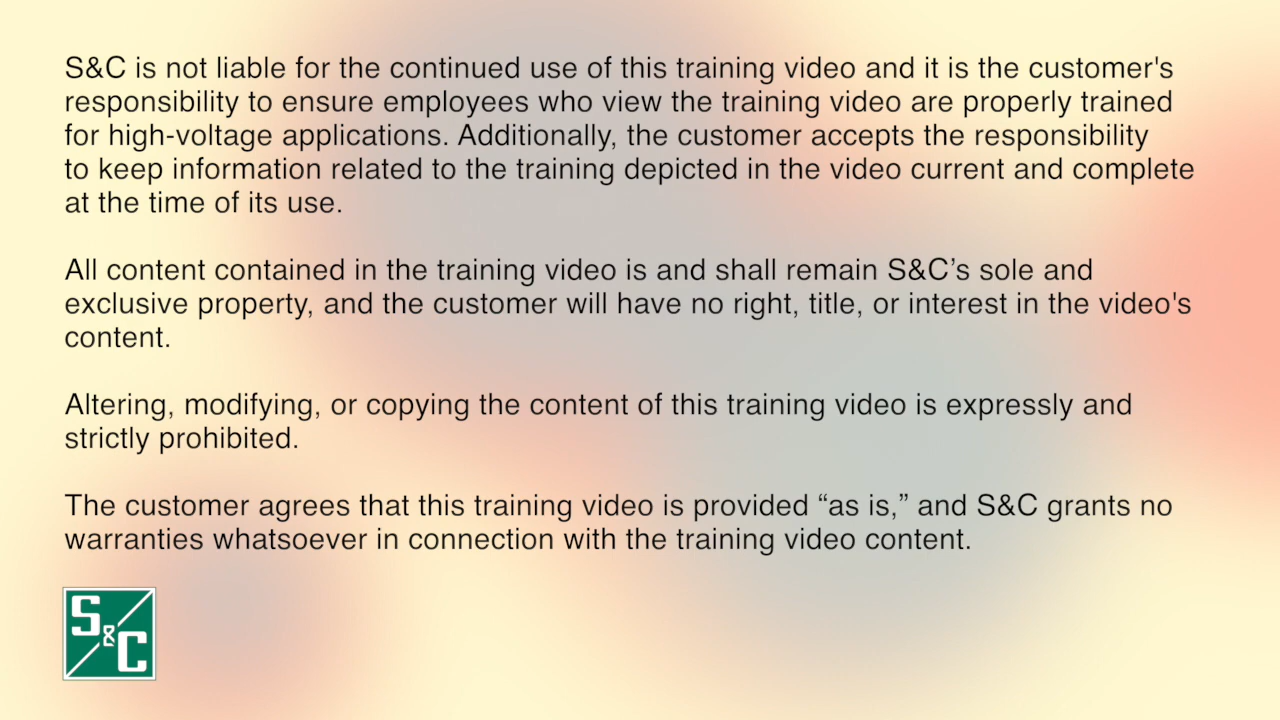 S&C is not liable for the continued use of this training video and it is the customer's
responsibility to ensure employees who view the training video are properly trained
for high-voltage applications. Additionally, the customer accepts the responsibility
to keep information related to the training depicted in the video current and complete
at the time of its use.
All content contained in the training video is and shall remain S&C’s sole and
exclusive property, and the customer will have no right, title, or interest in the video's
content.
Altering, modifying, or copying the content of this training video is expressly and
strictly prohibited.
The customer agrees that this training video is provided “as is,” and S&C grants no
warranties whatsoever in connection with the training video content.
S&C